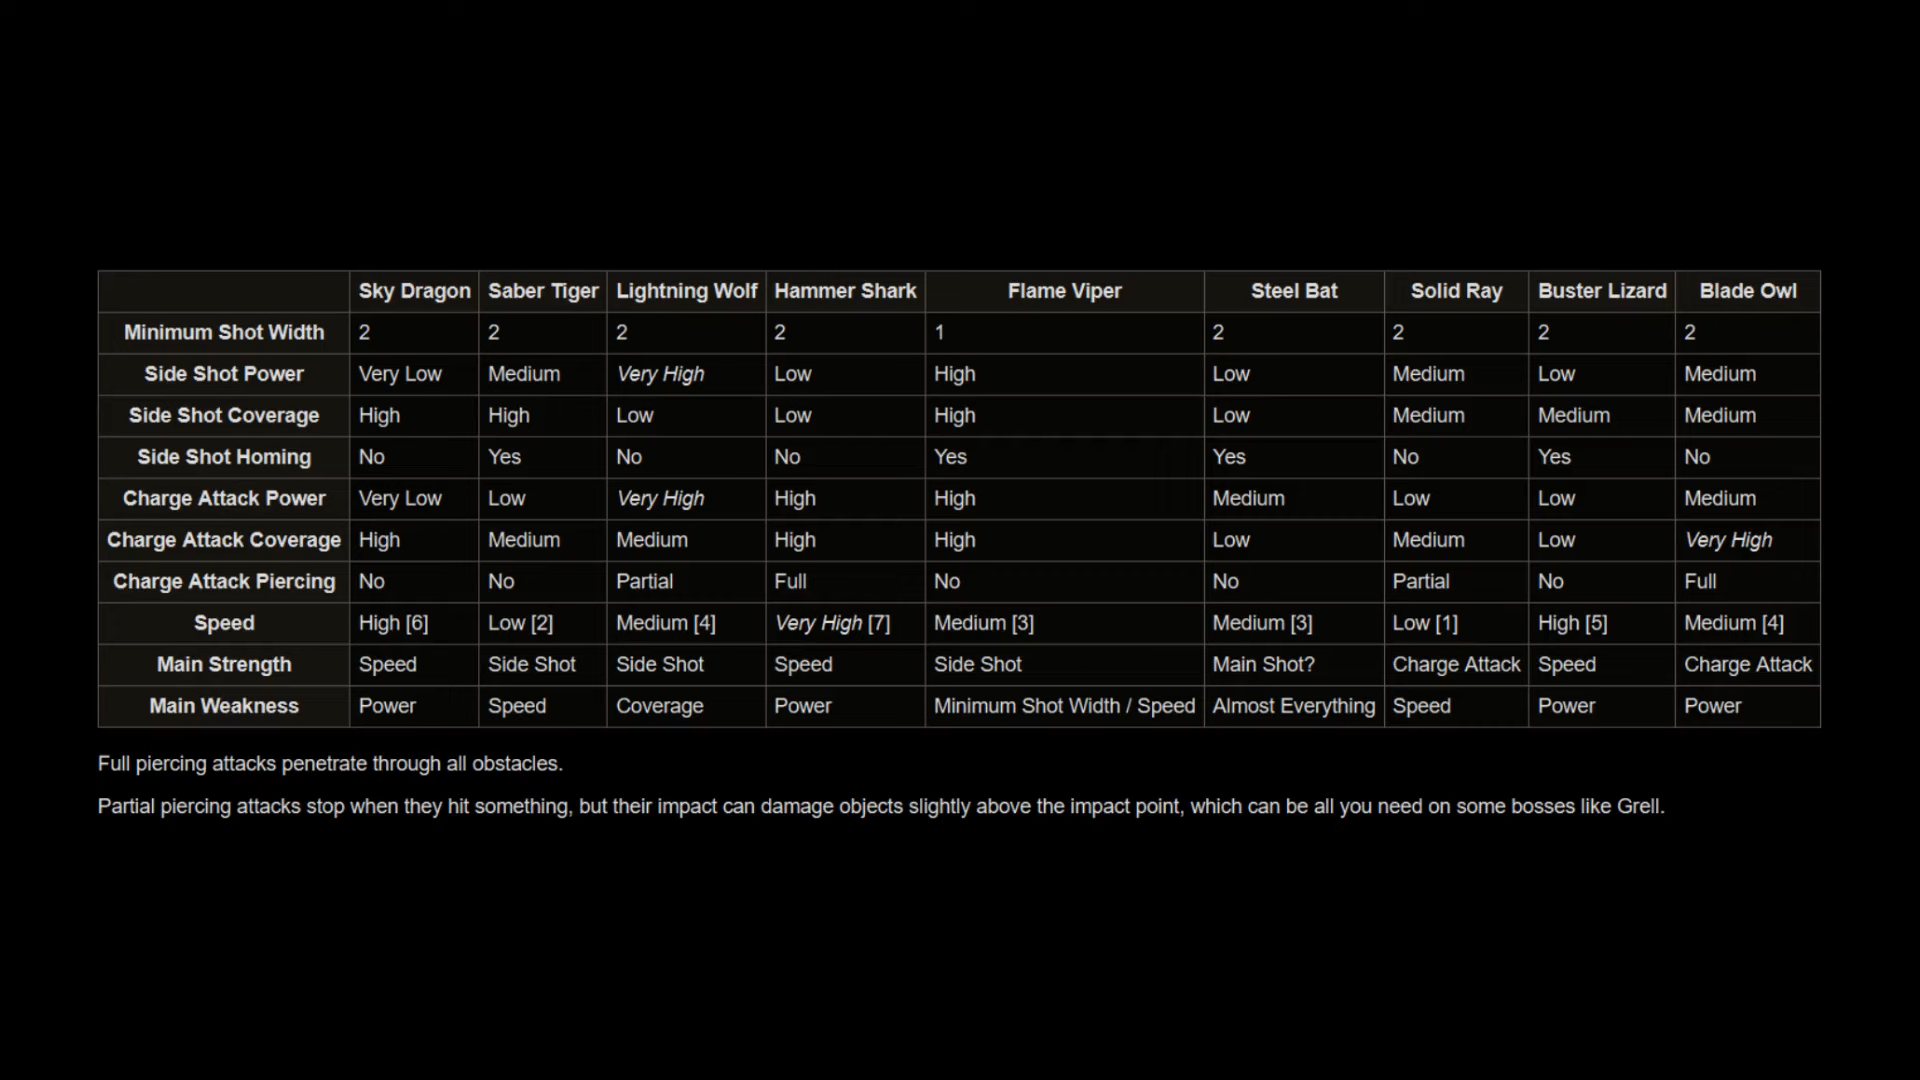 Sky Dragon Saber Tiger Lightning Wolf Hammer Shark Flame Viper Steel Bat Solid Ray Buster Lizard Blade Owl
Minimum Shot Width 2 2 2 2 1 2 2 2 2
Side Shot Power Very Low Medium Very High Low High Low Medium Low Medium
Side Shot Coverage High High Low Low High Low Medium Medium Medium
Side Shot Homing No Yes No No Yes Yes No Yes No
Charge Attack Power Very Low Low Very High High High Medium Low Low Medium
Charge Attack Coverage High Medium Medium High High Low Medium Low Very High
Charge Attack Piercing No No Partial Full No No Partial No Full
Speed High [6] Low [2] Medium [4] Very High [7] Medium [3] Medium [3] Low [1] High [5] Medium [4]
Main Strength Speed Side Shot Side Shot Speed Side Shot Main Shot? Charge Attack Speed Charge Attack
Main Weakness Power Speed Coverage Power Minimum Shot Width / Speed Almost Everything Speed Power Power
Full piercing attacks penetrate through all obstacles.
Partial piercing attacks stop when they hit something, but their impact can damage objects slightly above the impact point, which can be all you need on some bosses like Grell.